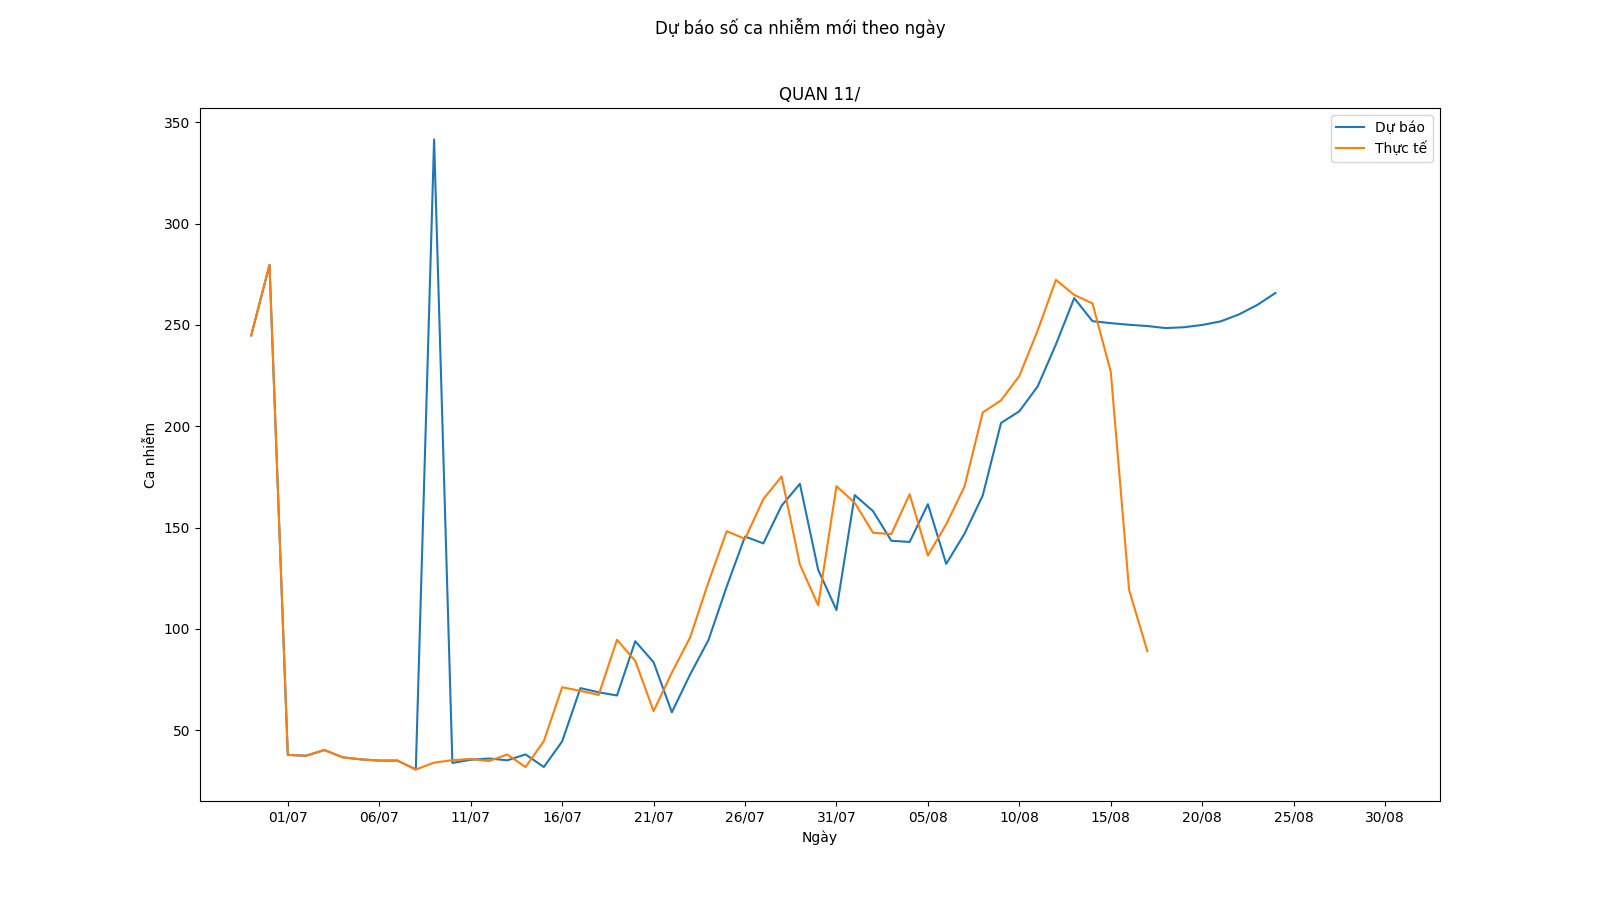 Dự báo số ca nhiễm mới theo ngày
QUAN 11/
Dự báo
Thực tế
350
300
250
200
150
100
50
Ca nhiễm
01/07 06/07 11/07 16/07 21/07 26/07 31/07 05/08 10/08 15/08 20/08 25/08 30/08
Ngày